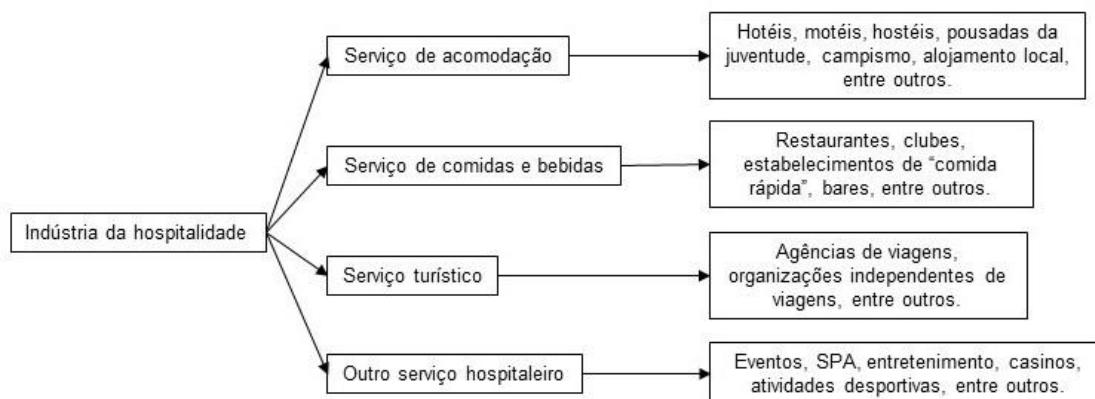 Indústria da hospitalidade
Serviço de acomodação
Hotéis, motéis, hostéis, pousadas da
juventude, campismo, alojamento local,
entre outros.
Serviço de comidas e bebidas
Restaurantes, clubes,
estabelecimentos de “comida
rápida”, bares, entre outros.
Serviço turístico
Agências de viagens,
organizações independentes de
viagens, entre outros.
Outro serviço hospitaleiro
Eventos, SPA, entretenimento, casinos,
atividades desportivas, entre outros.